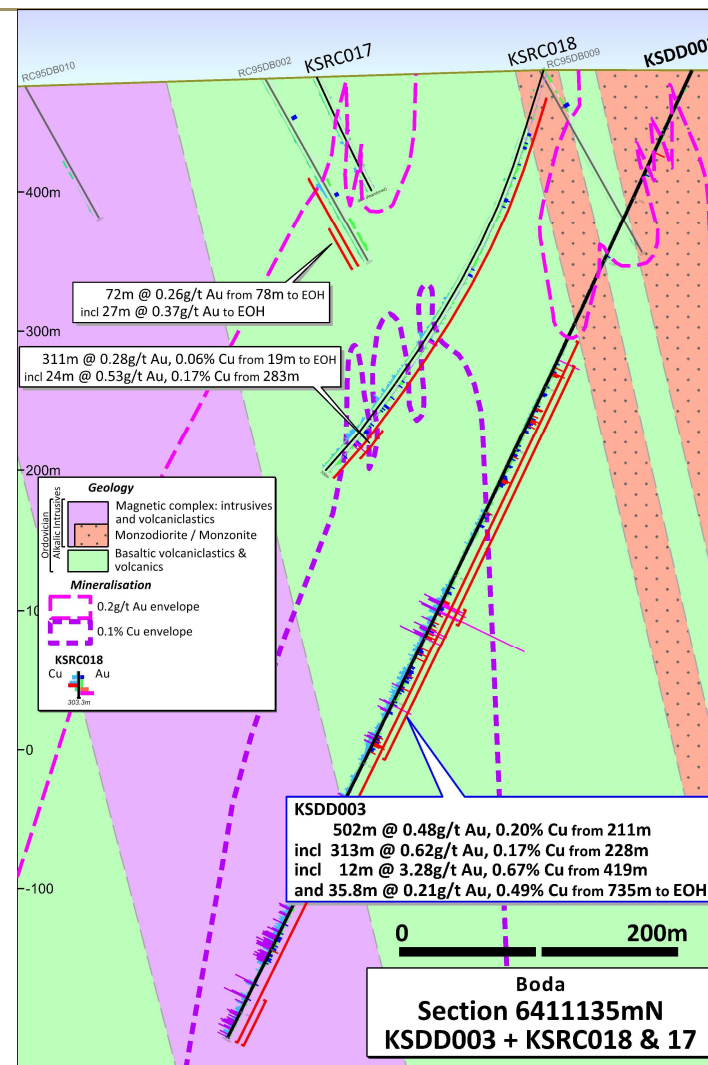 RC95DB010
RC95DB002
KSRC017
KSRC018
RC95DB009
400m
72m @ 0.26g/t Au from 78m to EOH
incl 27m @ 0.37g/t Au to EOH
300m
311m @ 0.28g/t Au, 0.06% Cu from 19m to EOH
incl 24m @ 0.53g/t Au, 0.17% Cu from 283m
200m
Geology
Ordovician
Alkalic Intrusives
Magnetic complex: intrusives
and volcaniclastics
Monzodiorite / Monzonite
Basaltic volcaniclastics &
volcanics
Mineralisation
0.2g/t Au envelope
0.1% Cu envelope
KSRC018
Cu Au
303.3m
0
KSDD003
502m @ 0.48g/t Au, 0.20% Cu from 211m
incl 313m @ 0.62g/t Au, 0.17% Cu from 228m
incl 12m @ 3.28g/t Au, 0.67% Cu from 419m
and 35.8m @ 0.21g/t Au, 0.49% Cu from 735m to EOH
-100
0 200m
Boda
Section 6411135mN
KSDD003 + KSRC018 & 17